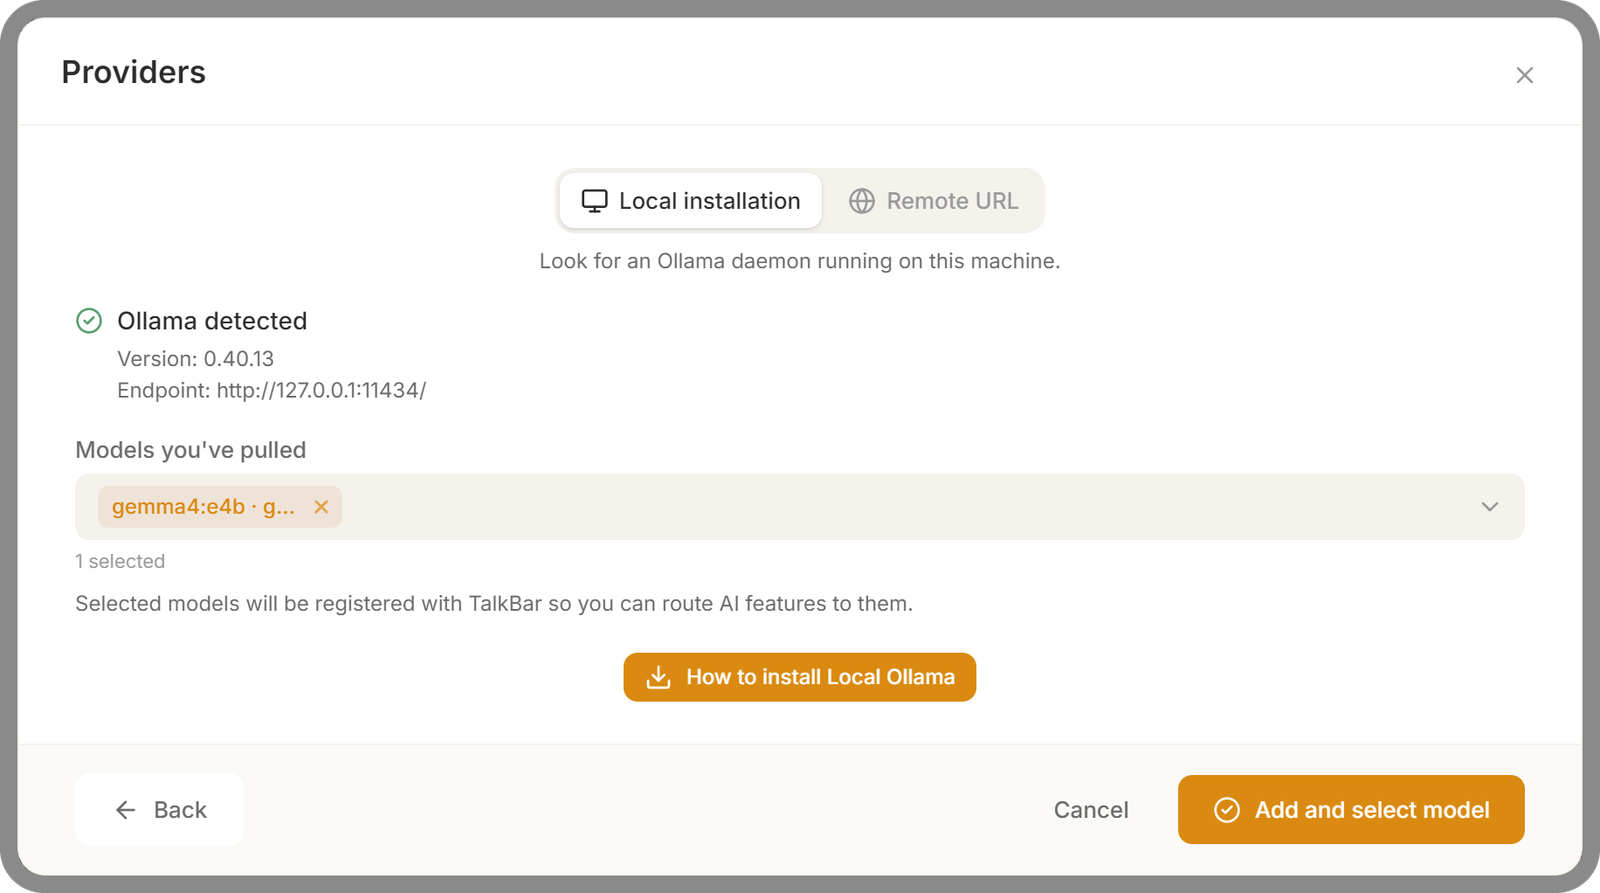 Providers
Local installation
Remote URL
Look for an Ollama daemon running on this machine.
Ollama detected
Version: 0.40.13
Endpoint: http://127.0.0.1:11434/
Models you've pulled
gemma4:e4b · g...
1 selected
Selected models will be registered with TalkBar so you can route AI features to them.
How to install Local Ollama
Back
Cancel
Add and select model